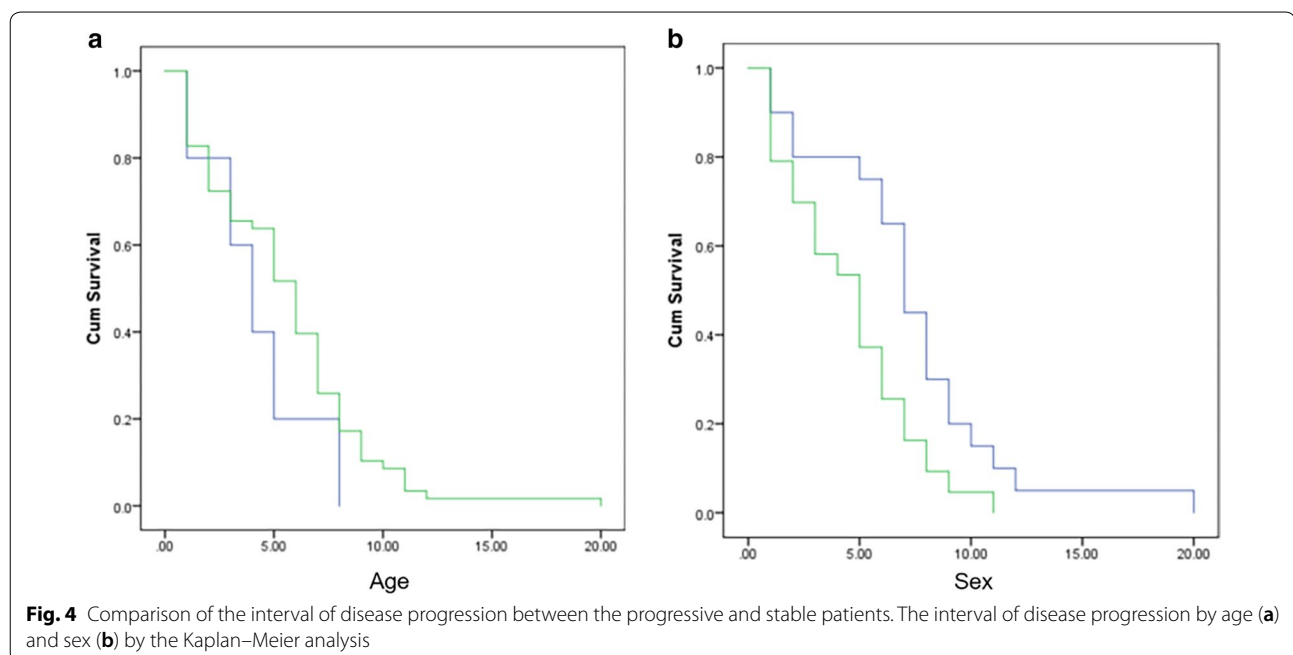 a
1.0
0.8
0.6
0.4
0.2
0.0
Cum Survival
.00 5.00 10.00 15.00 20.00
Age
b
1.0
0.8
0.6
0.4
0.2
0.0
Cum Survival
.00 5.00 10.00 15.00 20.00
Sex
Fig. 4 Comparison of the interval of disease progression between the progressive and stable patients. The interval of disease progression by age (a)
and sex (b) by the Kaplan–Meier analysis